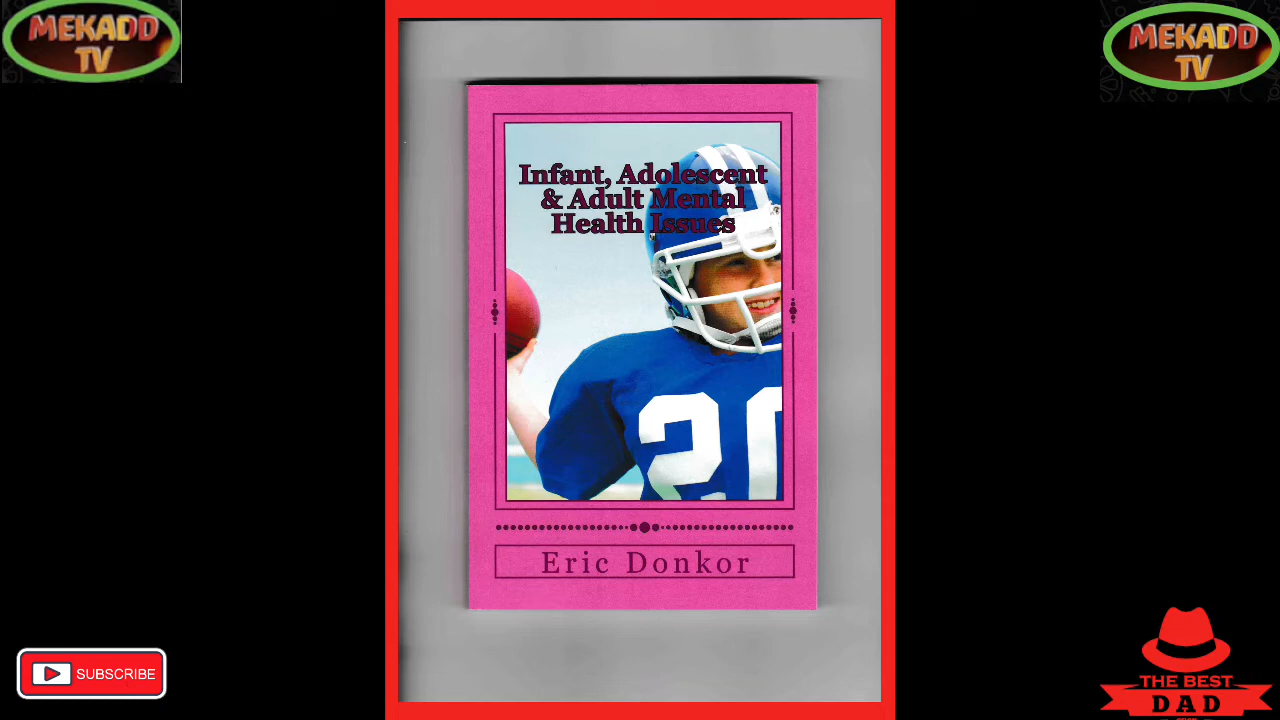 MEKADD
TV
MEKADD
TV
Infant, Adolescent
& Adult Mental
Health Issues
20
Eric Donkor
SUBSCRIBE
THE BEST
DAD